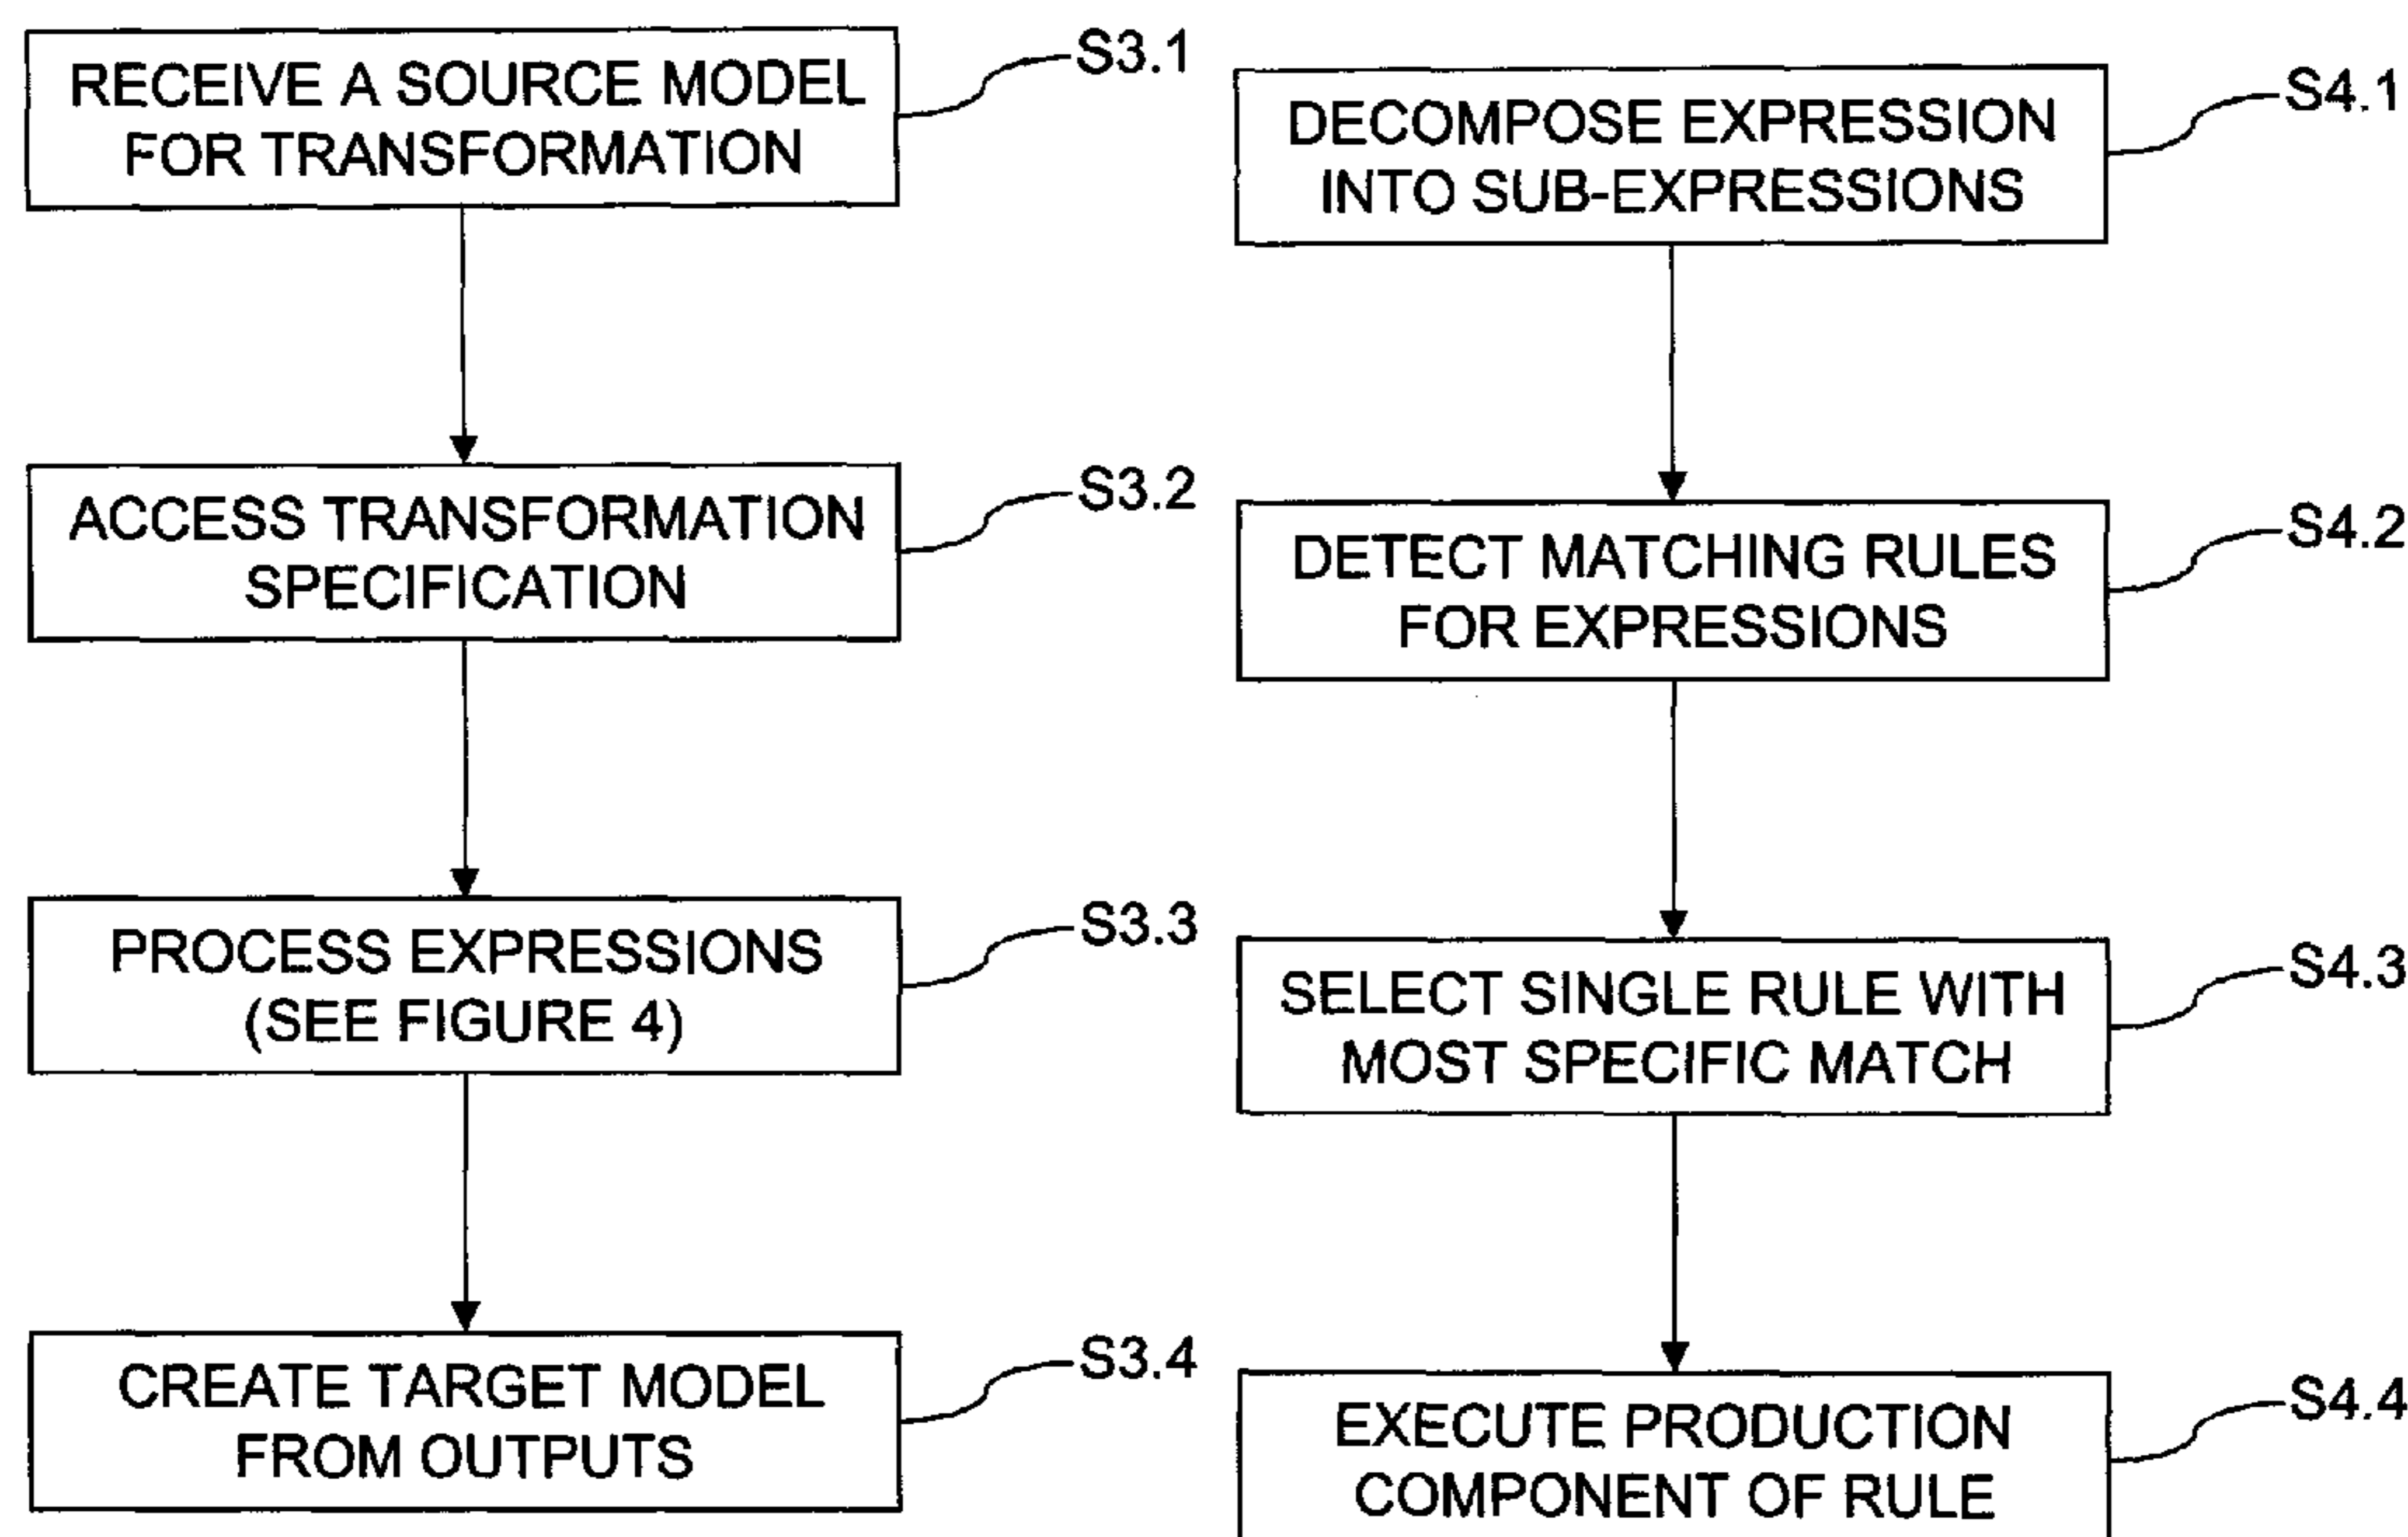 RECEIVE A SOURCE MODEL
FOR TRANSFORMATION
S3.1
ACCESS TRANSFORMATION
SPECIFICATION
S3.2
PROCESS EXPRESSIONS
(SEE FIGURE 4)
S3.3
CREATE TARGET MODEL
FROM OUTPUTS
S3.4
DECOMPOSE EXPRESSION
INTO SUB-EXPRESSIONS
S4.1
DETECT MATCHING RULES
FOR EXPRESSIONS
S4.2
SELECT SINGLE RULE WITH
MOST SPECIFIC MATCH
S4.3
EXECUTE PRODUCTION
COMPONENT OF RULE
S4.4